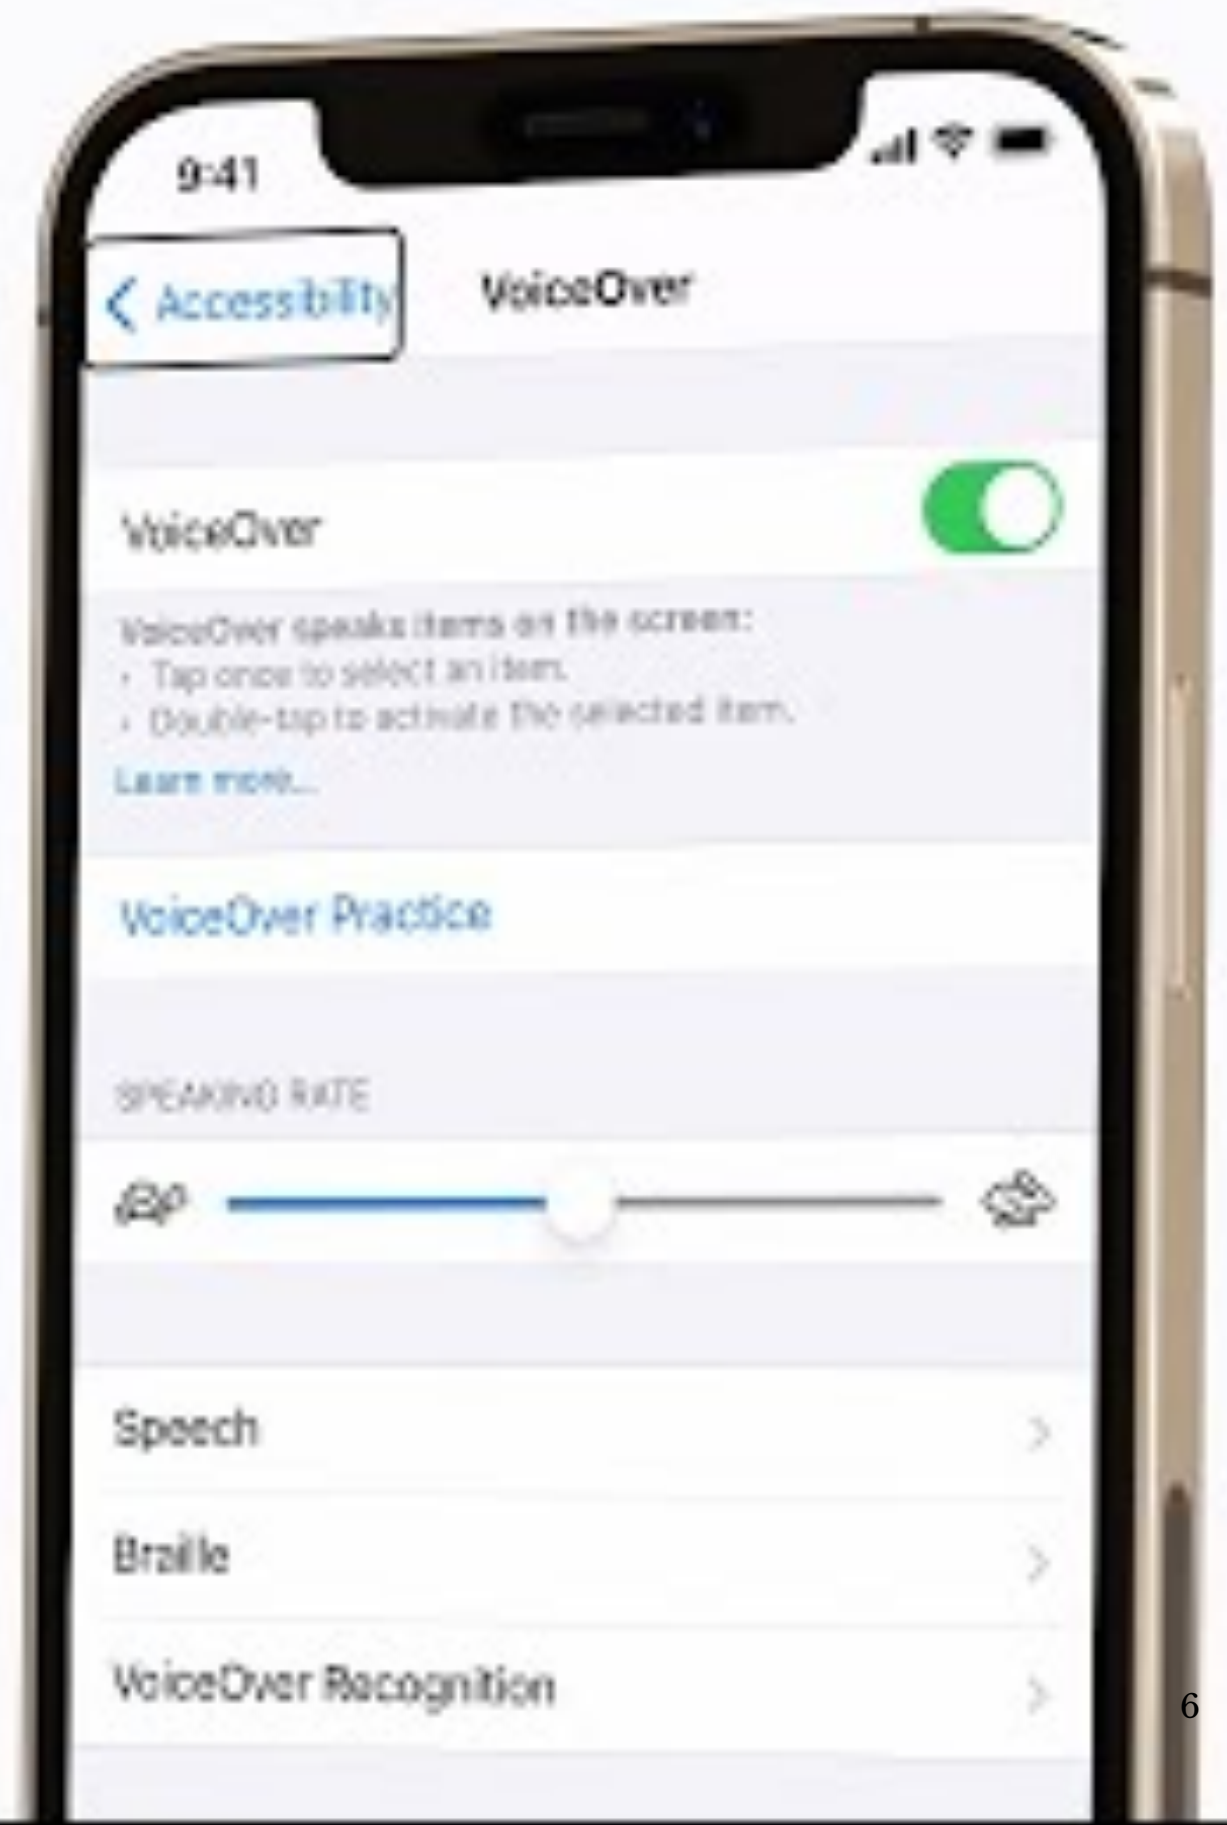 9:41
Accessibility
VoiceOver
VoiceOver
VoiceOver speaks items on the screen:
• Tap once to select an item.
• Double-tap to activate the selected item.
Learn more...
VoiceOver Practice
SPEAKING RATE
Speech
Braille
VoiceOver Recognition
6